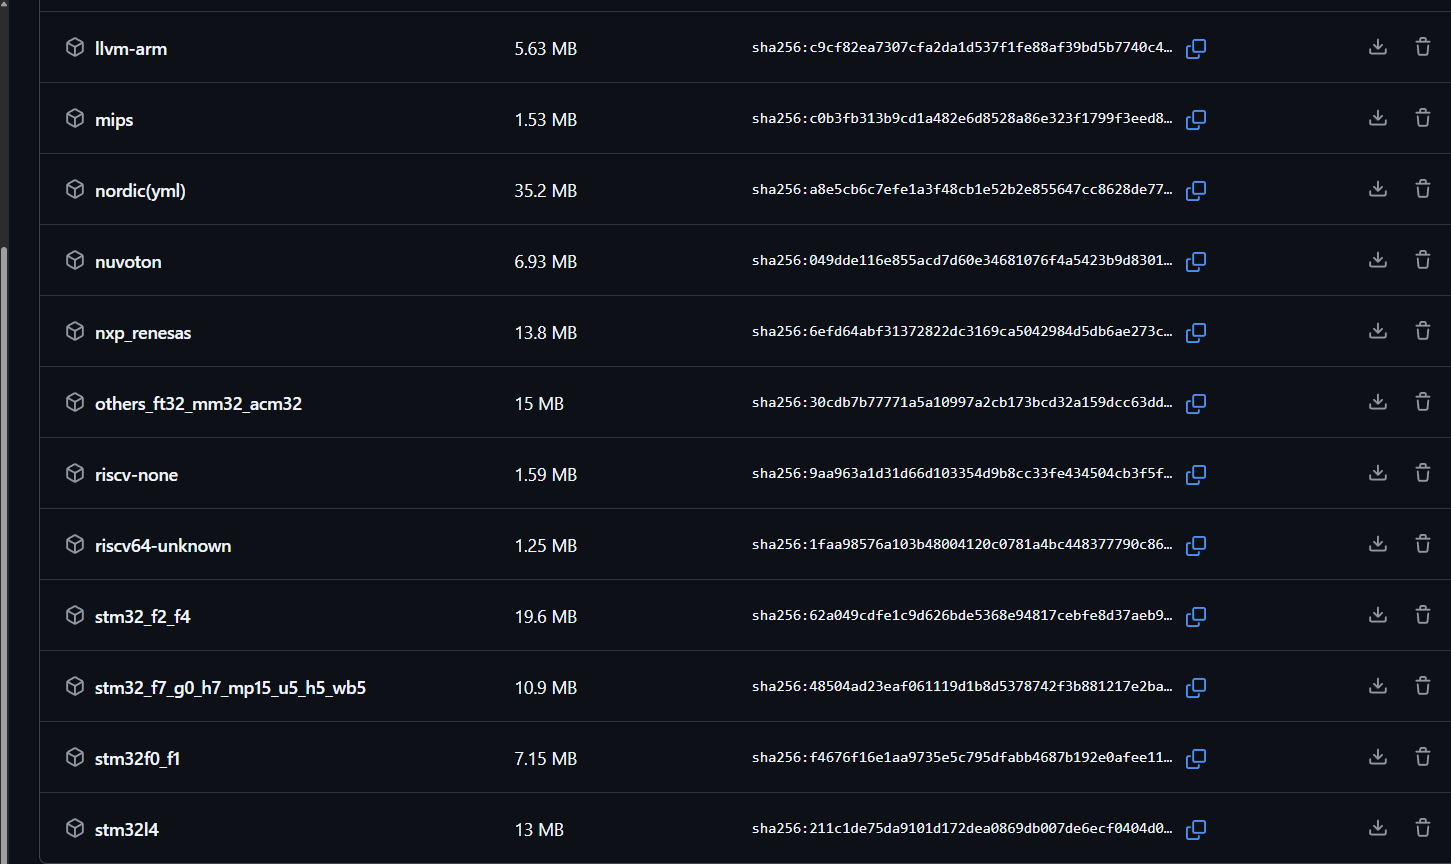 llvm-arm 5.63 MB sha256:c9cf82ea7307cfa2da1d537f1fe88af39bd5b7740c4…
mips 1.53 MB sha256:c0b3fb313b9cd1a482e6d8528a86e323f1799f3eed8…
nordic(yml) 35.2 MB sha256:a8e5cb6c7efe1a3f48cb1e52b2e855647cc8628de77…
nuvoton 6.93 MB sha256:049dde116e855acd7d60e34681076f4a5423b9d8301…
nxp_renesas 13.8 MB sha256:6efd64abf31372822dc3169ca5042984d5db6ae273c…
others_ft32_mm32_acm32 15 MB sha256:30cdb7b77771a5a10997a2cb173bcd32a159dcc63dd…
riscv-none 1.59 MB sha256:9aa963a1d31d66d103354d9b8cc33fe434504cb3f5f…
riscv64-unknown 1.25 MB sha256:1faa98576a103b48004120c0781a4bc448377790c86…
stm32_f2_f4 19.6 MB sha256:62a049cdfe1c9d626bde5368e94817cebfe8d37aeb9…
stm32_f7_g0_h7_mp15_u5_h5_wb5 10.9 MB sha256:48504ad23eaf061119d1b8d5378742f3b881217e2ba…
stm32f0_f1 7.15 MB sha256:f4676f16e1aa9735e5c795dfabb4687b192e0afee11…
stm32l4 13 MB sha256:211c1de75da9101d172dea0869db007de6ecf0404d0…